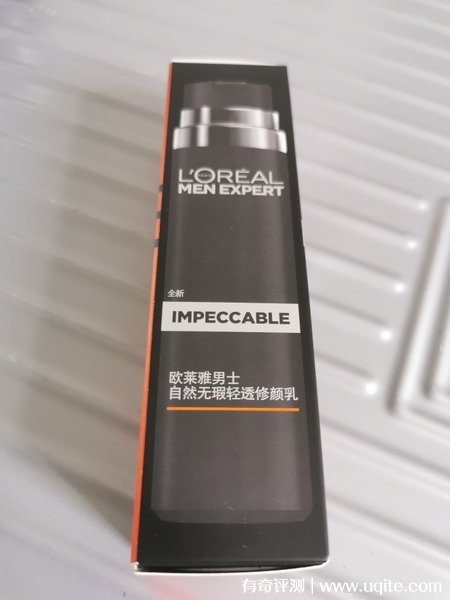 L'ORÉAL
PARIS
MEN EXPERT
全新
IMPECCABLE
欧莱雅男士
自然无瑕轻透修颜乳
有奇评测 | www.uqite.com